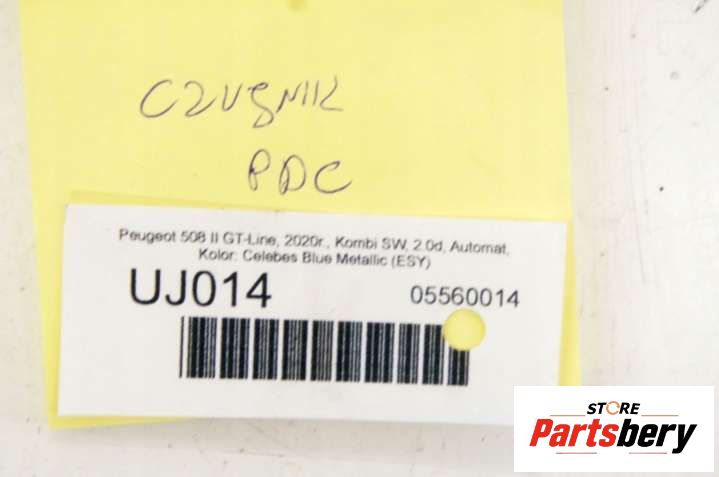 CZUJNIK
PDC
Peugeot 508 II GT-Line, 2020r., Kombi SW, 2.0d, Automat,
Kolor: Celebes Blue Metallic (ESY)
UJ014 05560014
STORE
Partsbery